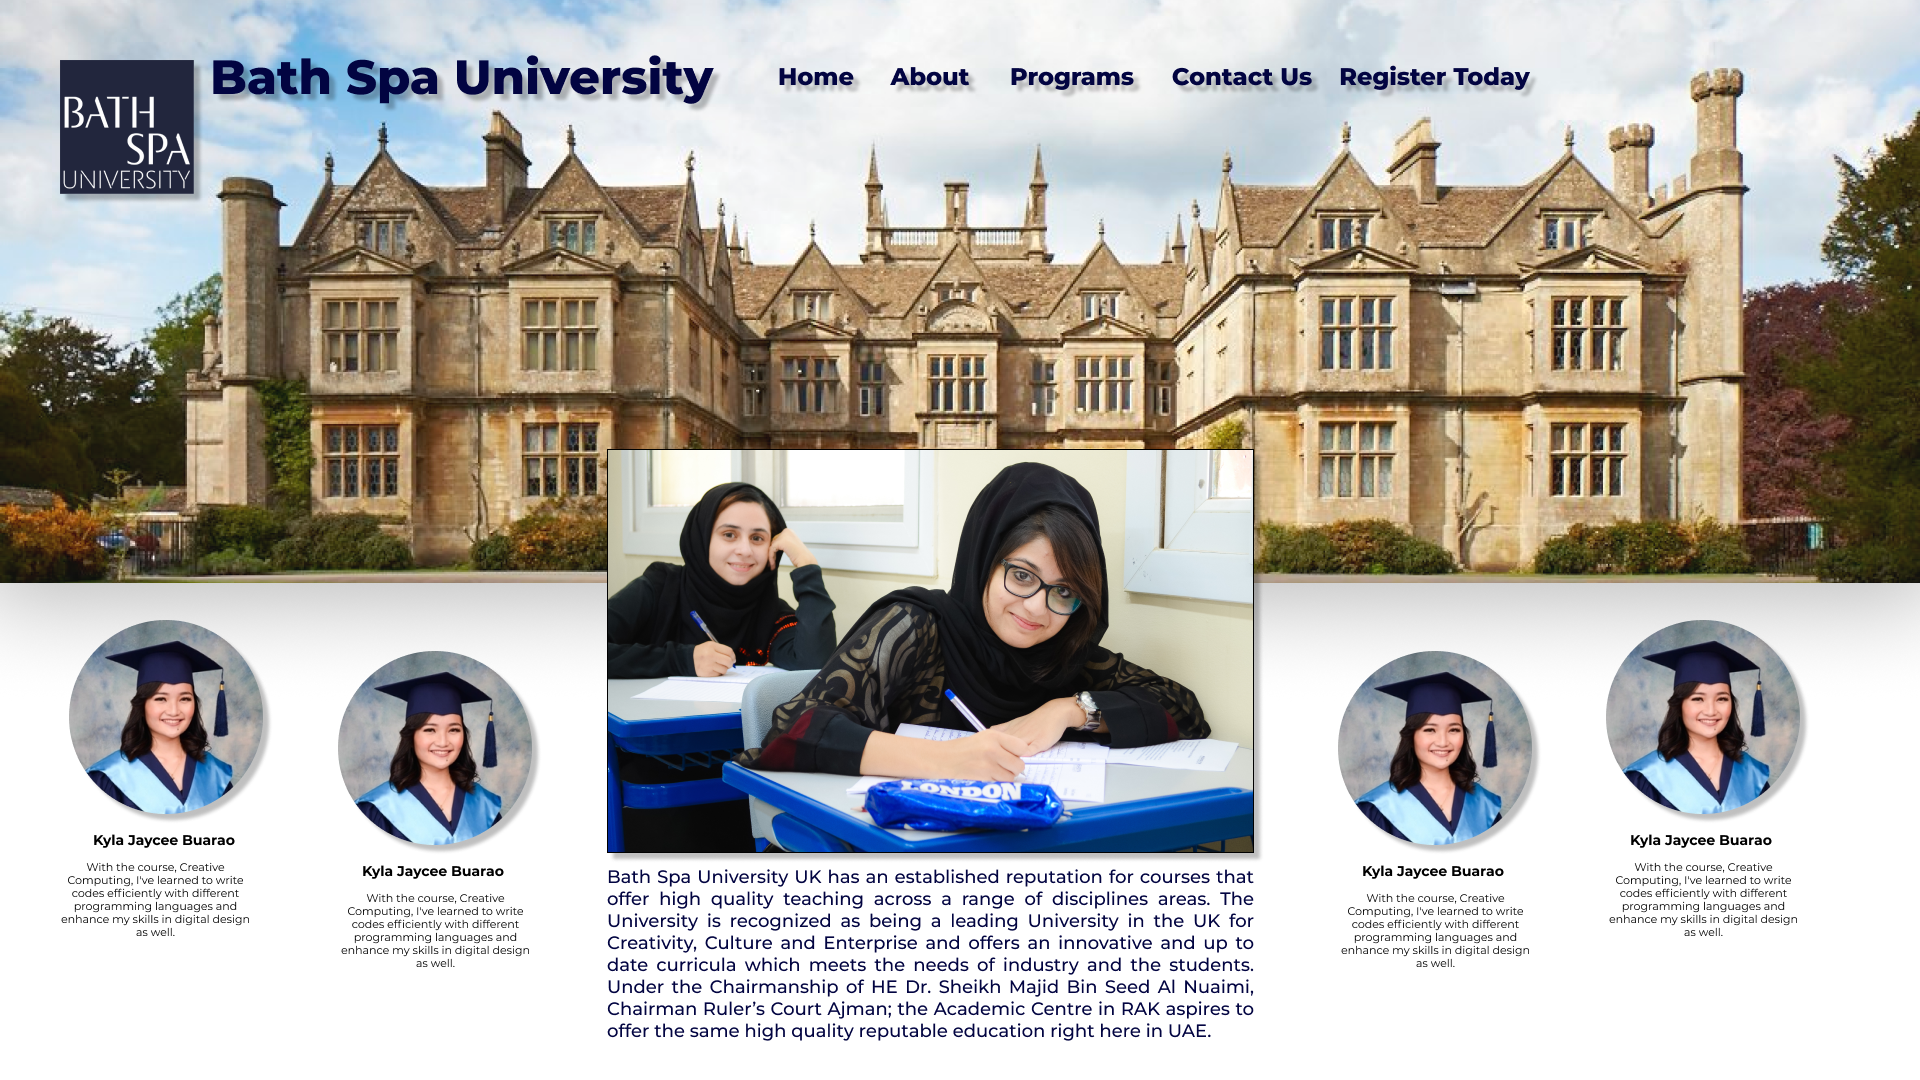 BATH
SPA
UNIVERSITY
Bath Spa University
Home About Programs Contact Us Register Today
LONDON
Kyla Jaycee Buarao
With the course, Creative
Computing, I've learned to write
codes efficiently with different
programming languages and
enhance my skills in digital design
as well.
Kyla Jaycee Buarao
With the course, Creative
Computing, I've learned to write
codes efficiently with different
programming languages and
enhance my skills in digital design
as well.
Bath Spa University UK has an established reputation for courses that
offer high quality teaching across a range of disciplines areas. The
University is recognized as being a leading University in the UK for
Creativity, Culture and Enterprise and offers an innovative and up to
date curricula which meets the needs of industry and the students.
Under the Chairmanship of HE Dr. Sheikh Majid Bin Seed Al Nuaimi,
Chairman Ruler’s Court Ajman; the Academic Centre in RAK aspires to
offer the same high quality reputable education right here in UAE.
Kyla Jaycee Buarao
With the course, Creative
Computing, I've learned to write
codes efficiently with different
programming languages and
enhance my skills in digital design
as well.
Kyla Jaycee Buarao
With the course, Creative
Computing, I've learned to write
codes efficiently with different
programming languages and
enhance my skills in digital design
as well.